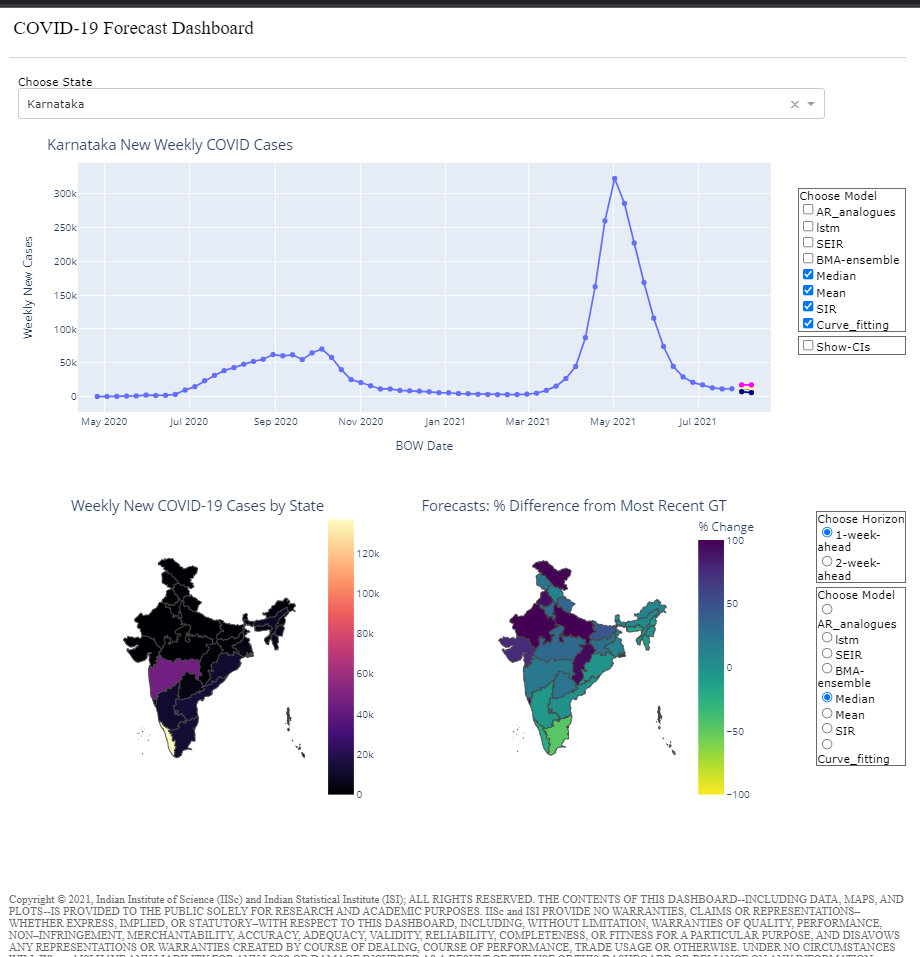 COVID-19 Forecast Dashboard
Choose State
Karnataka
Karnataka New Weekly COVID Cases
300k
250k
200k
150k
100k
50k
0
Weekly New Cases
May 2020
Jul 2020
Sep 2020
Nov 2020
Jan 2021
Mar 2021
May 2021
Jul 2021
BOW Date
Choose Model
AR_analogues
lstm
SEIR
BMA-ensemble
Median
Mean
SIR
Curve_fitting
Show-CIs
Weekly New COVID-19 Cases by State
120k
100k
80k
60k
40k
20k
0
Forecasts: % Difference from Most Recent GT
% Change
100
50
0
−50
−100
Choose Horizon
1-week-
ahead
2-week-
ahead
Choose Model
AR_analogues
lstm
SEIR
BMA-
ensemble
Median
Mean
SIR
Curve_fitting
Copyright © 2021, Indian Institute of Science (IISc) and Indian Statistical Institute (ISI); ALL RIGHTS RESERVED. THE CONTENTS OF THIS DASHBOARD--INCLUDING DATA, MAPS, AND
PLOTS--IS PROVIDED TO THE PUBLIC SOLELY FOR RESEARCH AND ACADEMIC PURPOSES. IISc and ISI PROVIDE NO WARRANTIES, CLAIMS OR REPRESENTATIONS–
WHETHER EXPRESS, IMPLIED, OR STATUTORY–WITH RESPECT TO THIS DASHBOARD, INCLUDING, WITHOUT LIMITATION, WARRANTIES OF QUALITY, PERFORMANCE,
NON–INFRINGEMENT, MERCHANTABILITY, ACCURACY, ADEQUACY, VALIDITY, RELIABILITY, COMPLETENESS, OR FITNESS FOR A PARTICULAR PURPOSE, AND DISAVOWS
ANY REPRESENTATIONS OR WARRANTIES CREATED BY COURSE OF DEALING, COURSE OF PERFORMANCE, TRADE USAGE OR OTHERWISE. UNDER NO CIRCUMSTANCES